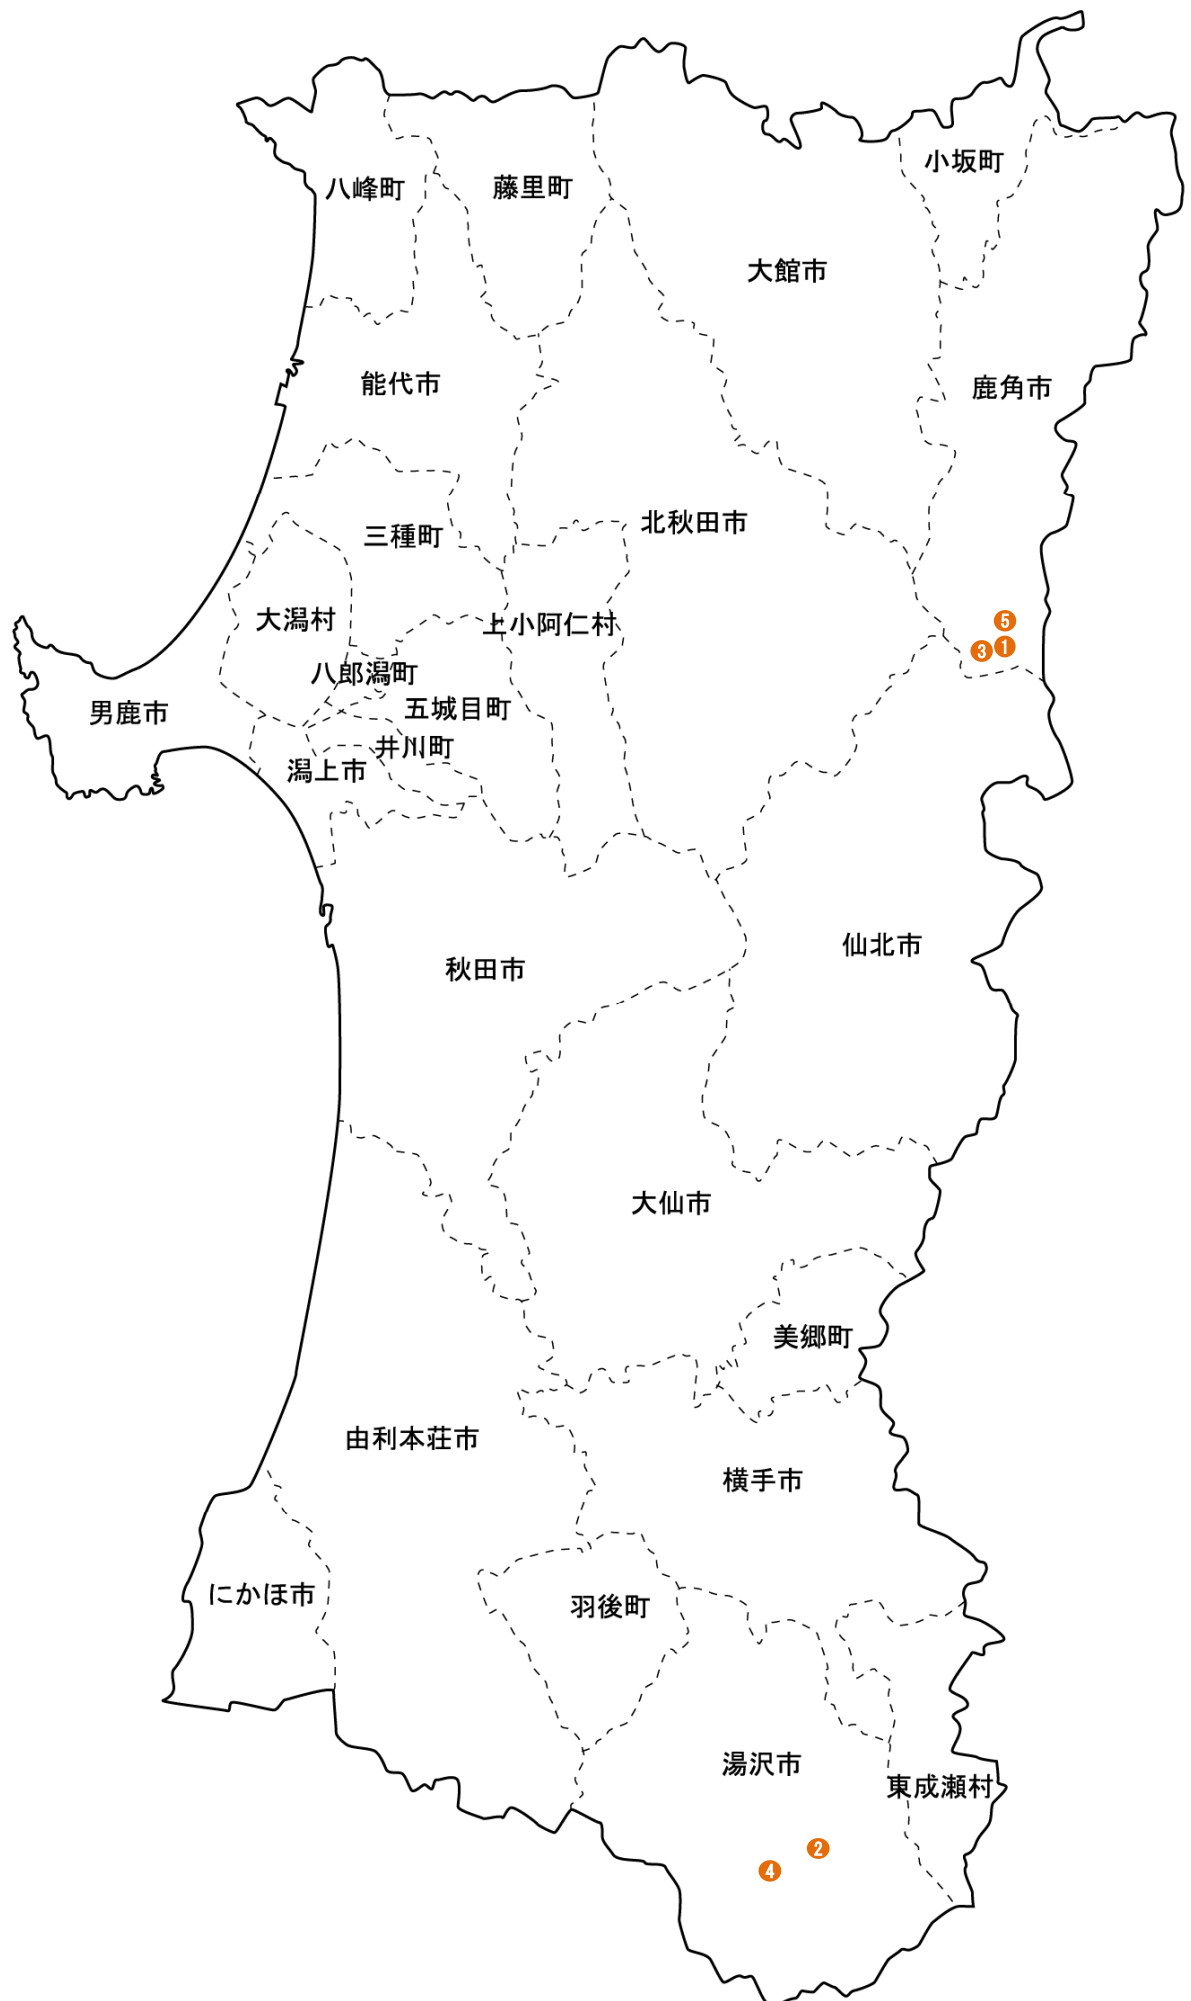 小坂町
八峰町
藤里町
大館市
能代市
鹿角市
北秋田市
三種町
大潟村
上小阿仁村
5
3
1
八郎潟町
五城目町
男鹿市
井川町
潟上市
仙北市
秋田市
大仙市
美郷町
由利本荘市
横手市
にかほ市
羽後町
湯沢市
東成瀬村
2
4